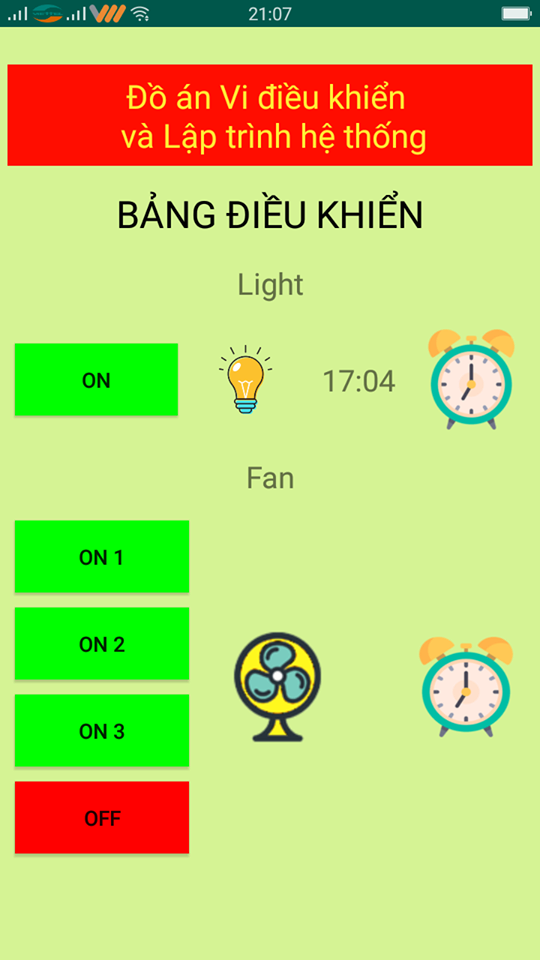 21:07
Đồ án Vi điều khiển
và Lập trình hệ thống
BẢNG ĐIỀU KHIỂN
Light
ON
17:04
Fan
ON 1
ON 2
ON 3
OFF